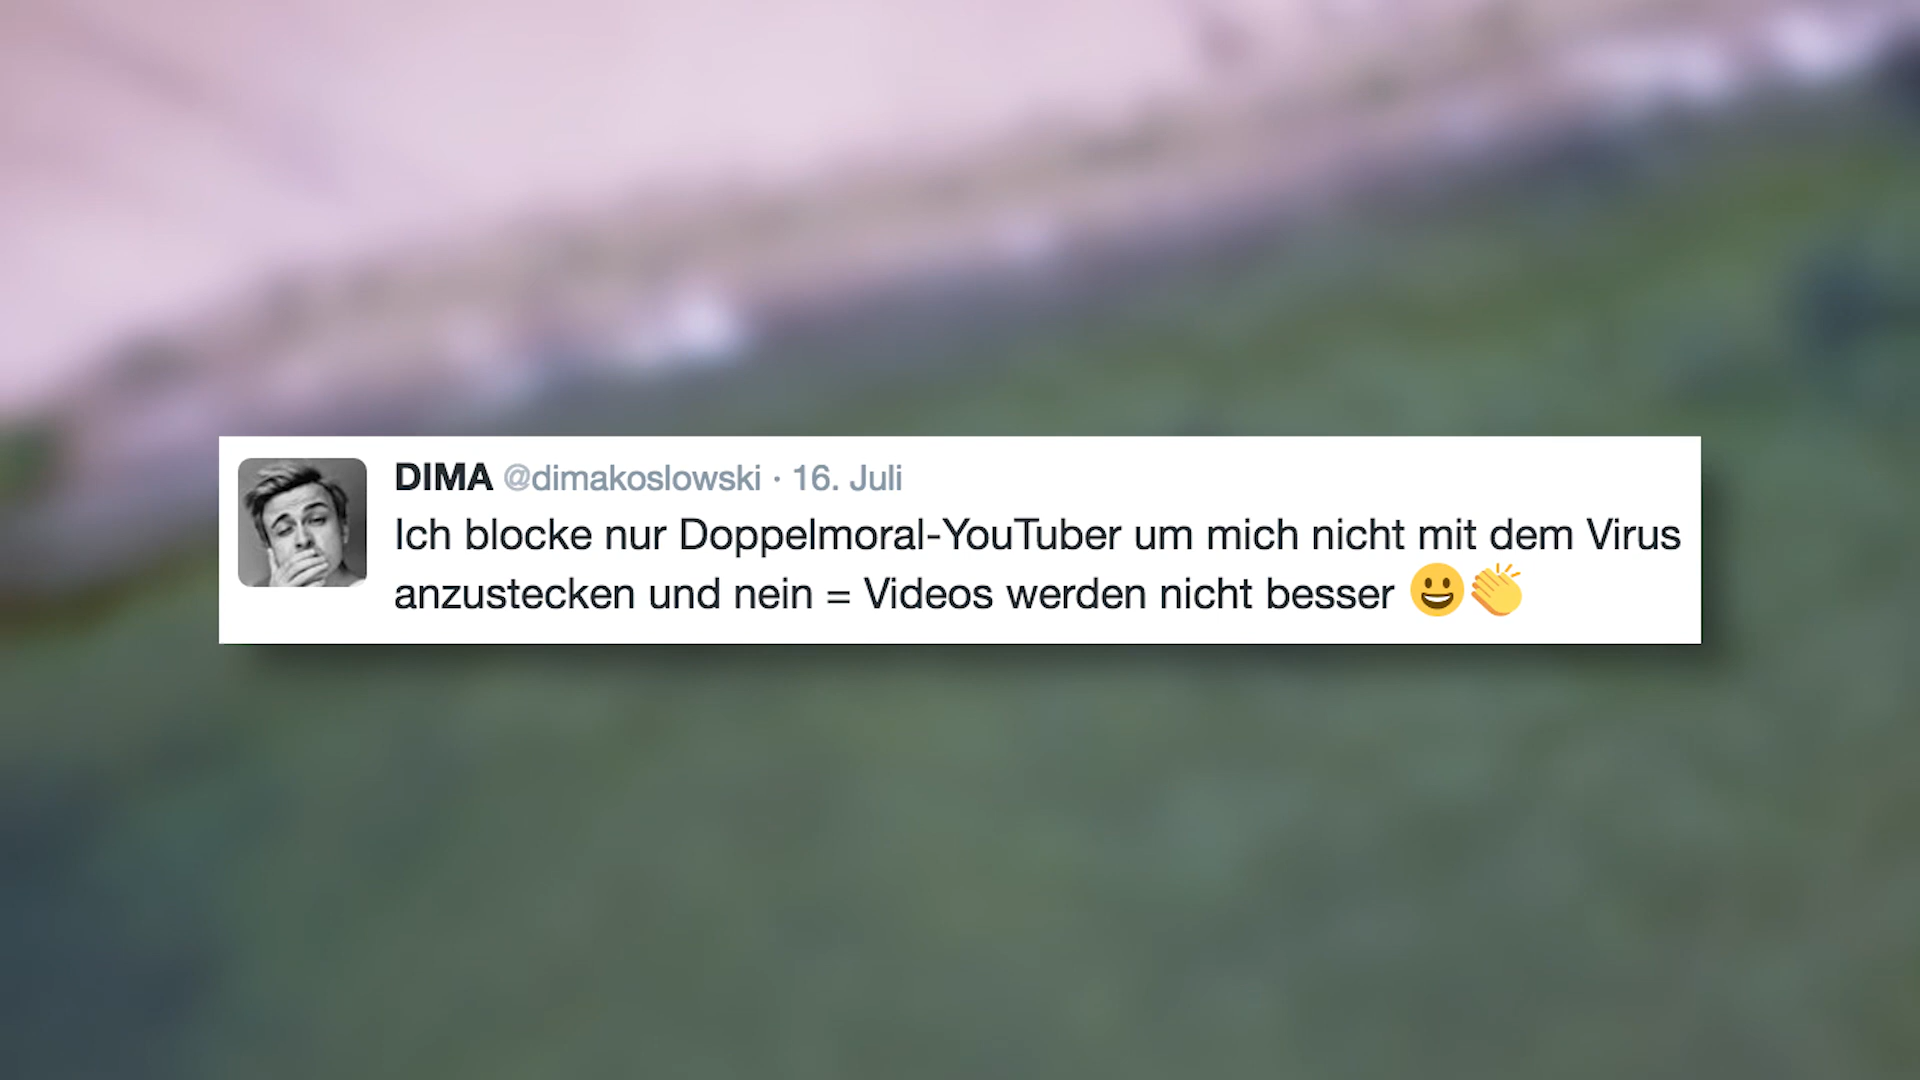 DIMA @dimakoslowski · 16. Juli
Ich blocke nur Doppelmoral-YouTuber um mich nicht mit dem Virus
anzustecken und nein = Videos werden nicht besser 😀👏